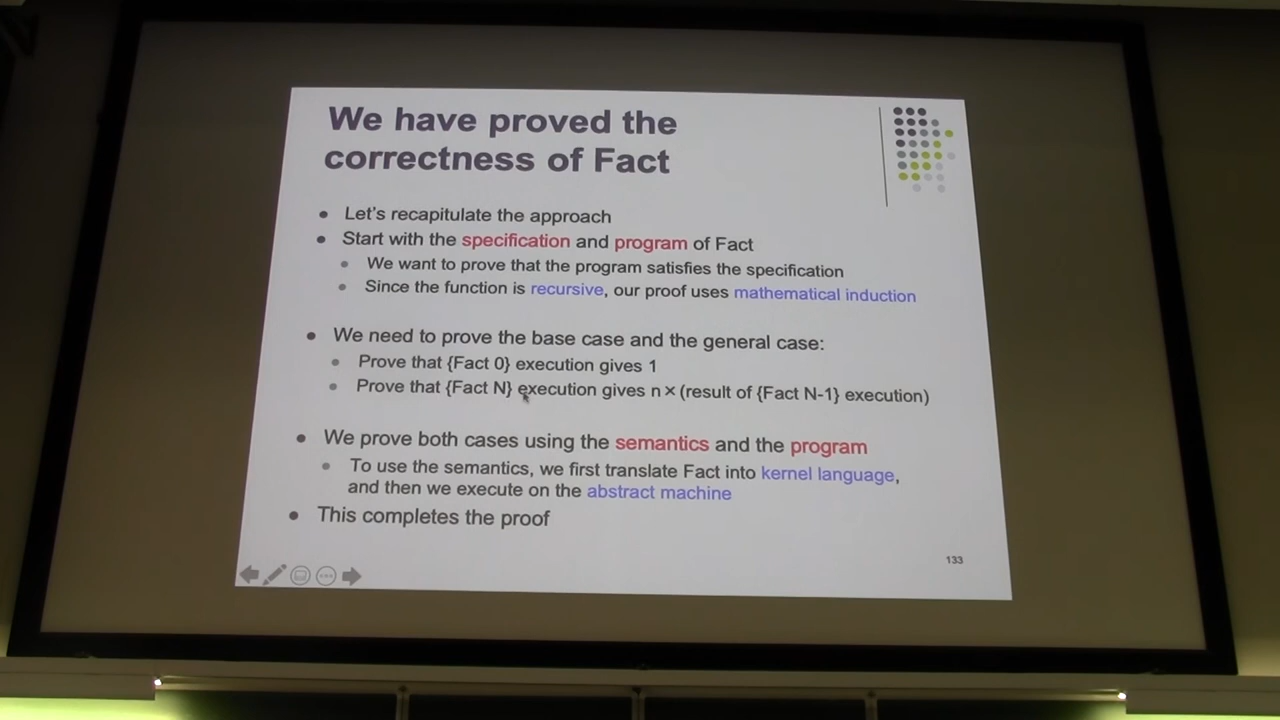 We have proved the
correctness of Fact
• Let's recapitulate the approach
• Start with the specification and program of Fact
• We want to prove that the program satisfies the specification
• Since the function is recursive, our proof uses mathematical induction
• We need to prove the base case and the general case:
• Prove that {Fact 0} execution gives 1
• Prove that {Fact N} execution gives n × (result of {Fact N-1} execution)
• We prove both cases using the semantics and the program
• To use the semantics, we first translate Fact into kernel language,
and then we execute on the abstract machine
• This completes the proof
133